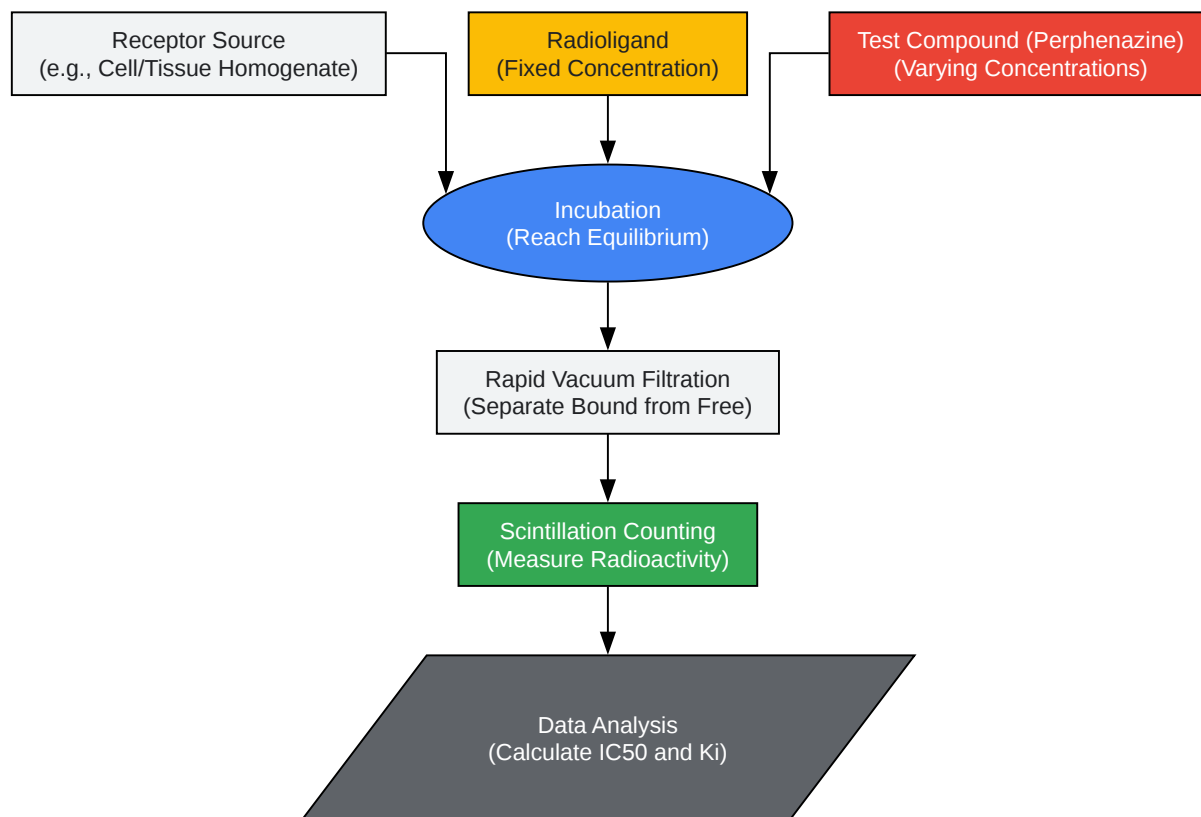 Receptor Source
(e.g., Cell/Tissue Homogenate)
Radioligand
(Fixed Concentration)
Test Compound (Perphenazine)
(Varying Concentrations)
Incubation
(Reach Equilibrium)
Rapid Vacuum Filtration
(Separate Bound from Free)
Scintillation Counting
(Measure Radioactivity)
Data Analysis
(Calculate IC50 and Ki)